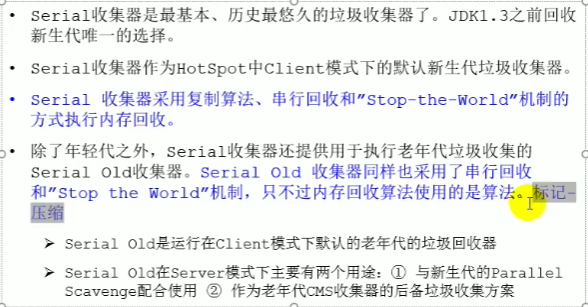 • Serial收集器是最基本、历史最悠久的垃圾收集器了。JDK1.3之前回收
新生代唯一的选择。
• Serial收集器作为HotSpot中Client模式下的默认新生代垃圾收集器。
• Serial 收集器采用复制算法、串行回收和”Stop-the-World”机制的
方式执行内存回收。
• 除了年轻代之外，Serial收集器还提供用于执行老年代垃圾收集的
Serial Old收集器。Serial Old 收集器同样也采用了串行回收
和”Stop the World”机制，只不过内存回收算法使用的是算法。标记-
压缩
➢ Serial Old是运行在Client模式下默认的老年代的垃圾回收器
➢ Serial Old在Server模式下主要有两个用途：① 与新生代的Parallel
Scavenge配合使用 ② 作为老年代CMS收集器的后备垃圾收集方案